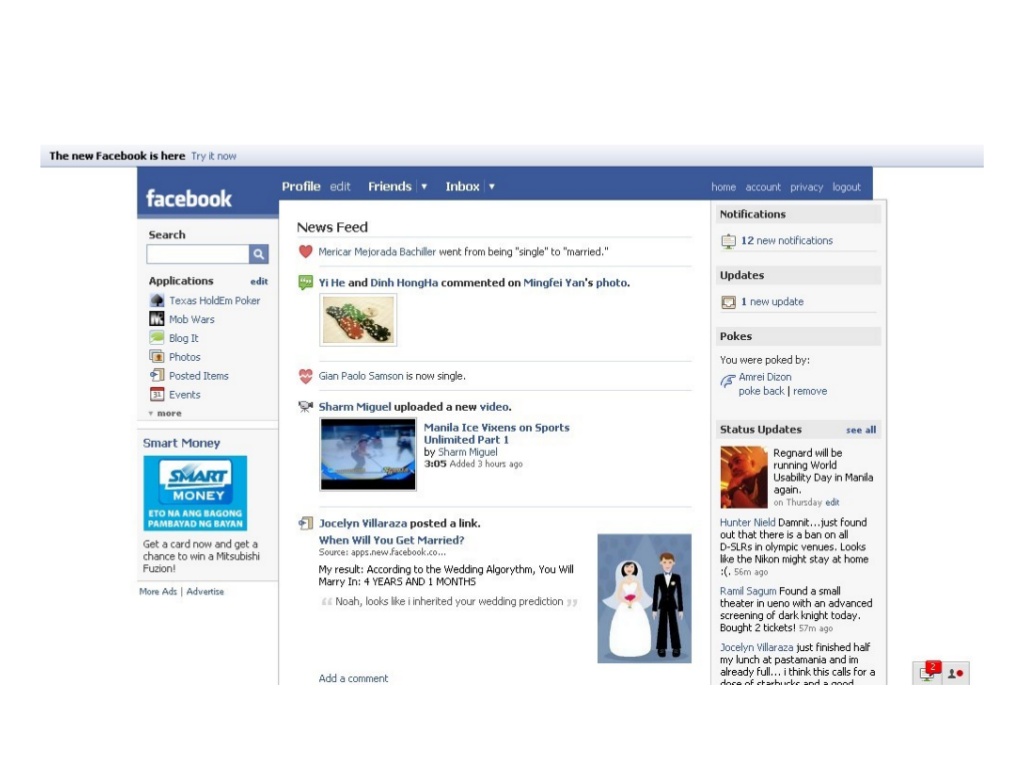 The new Facebook is here Try it now
facebook
Profile edit Friends Inbox
home account privacy logout
Search
Applications edit
Texas HoldEm Poker
Mob Wars
Blog It
Photos
Posted Items
31 Events
more
Smart Money
SMART
MONEY
ETO NA ANG BAGONG
PAMBAYAD NG BAYAN
Get a card now and get a
chance to win a Mitsubishi
Fuzion!
More Ads | Advertise
News Feed
Mericar Mejorada Bachiller went from being "single" to "married."
Yi He and Dinh HongHa commented on Mingfei Yan's photo.
Gian Paolo Samson is now single.
Sharm Miguel uploaded a new video.
Manila Ice Vixens on Sports
Unlimited Part 1
by Sharm Miguel
3:05 Added 3 hours ago
Jocelyn Villaraza posted a link.
When Will You Get Married?
Source: apps.new.facebook.co...
My result: According to the Wedding Algorythm, You Will
Marry In: 4 YEARS AND 1 MONTHS
“ Noah, looks like i inherited your wedding prediction ”
Add a comment
Notifications
12 new notifications
Updates
1 new update
Pokes
You were poked by:
Amrei Dizon
poke back | remove
Status Updates see all
Regnard will be
running World
Usability Day in Manila
again.
on Thursday edit
Hunter Nield Damnit...just found
out that there is a ban on all
D-SLRs in olympic venues. Looks
like the Nikon might stay at home
:(. 56m ago
Ramil Sagum Found a small
theater in ueno with an advanced
screening of dark knight today.
Bought 2 tickets! 57m ago
Jocelyn Villaraza just finished half
my lunch at pastamania and im
already full... i think this calls for a
dose of starbucks and a good
2